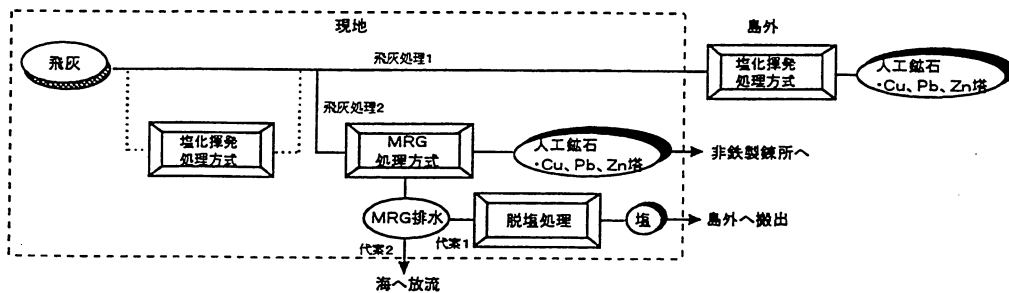 現地
島外
飛灰
飛灰処理1
塩化揮発
処理方式
人工鉱石
・Cu、Pb、Zn塔
飛灰処理2
塩化揮発
処理方式
MRG
処理方式
人工鉱石
・Cu、Pb、Zn塔
非鉄製錬所へ
MRG排水
脱塩処理
塩
島外へ搬出
代案1
代案2
海へ放流